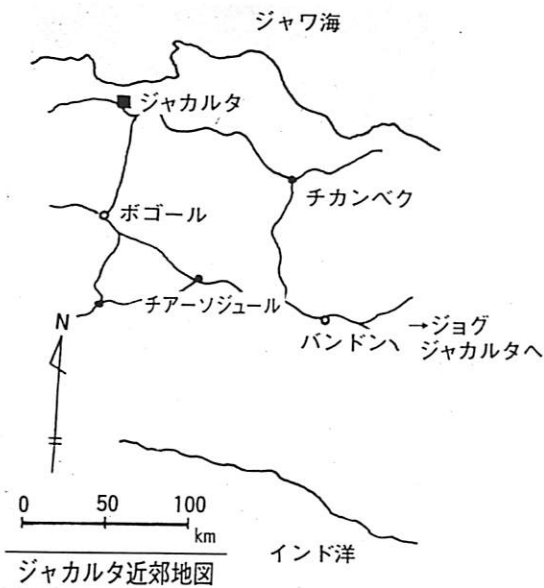 ジャワ海
ジャカルタ
チカンベク
ボゴール
チアーソジュール
N
バンドン
→ジョグ
ジャカルタへ
0 50 100
km
インド洋
ジャカルタ近郊地図